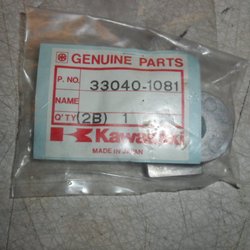 GENUINE PARTS
P. NO. 33040-1081
NAME
Q'TY (2B) 1
Kawasaki
MADE IN JAPAN